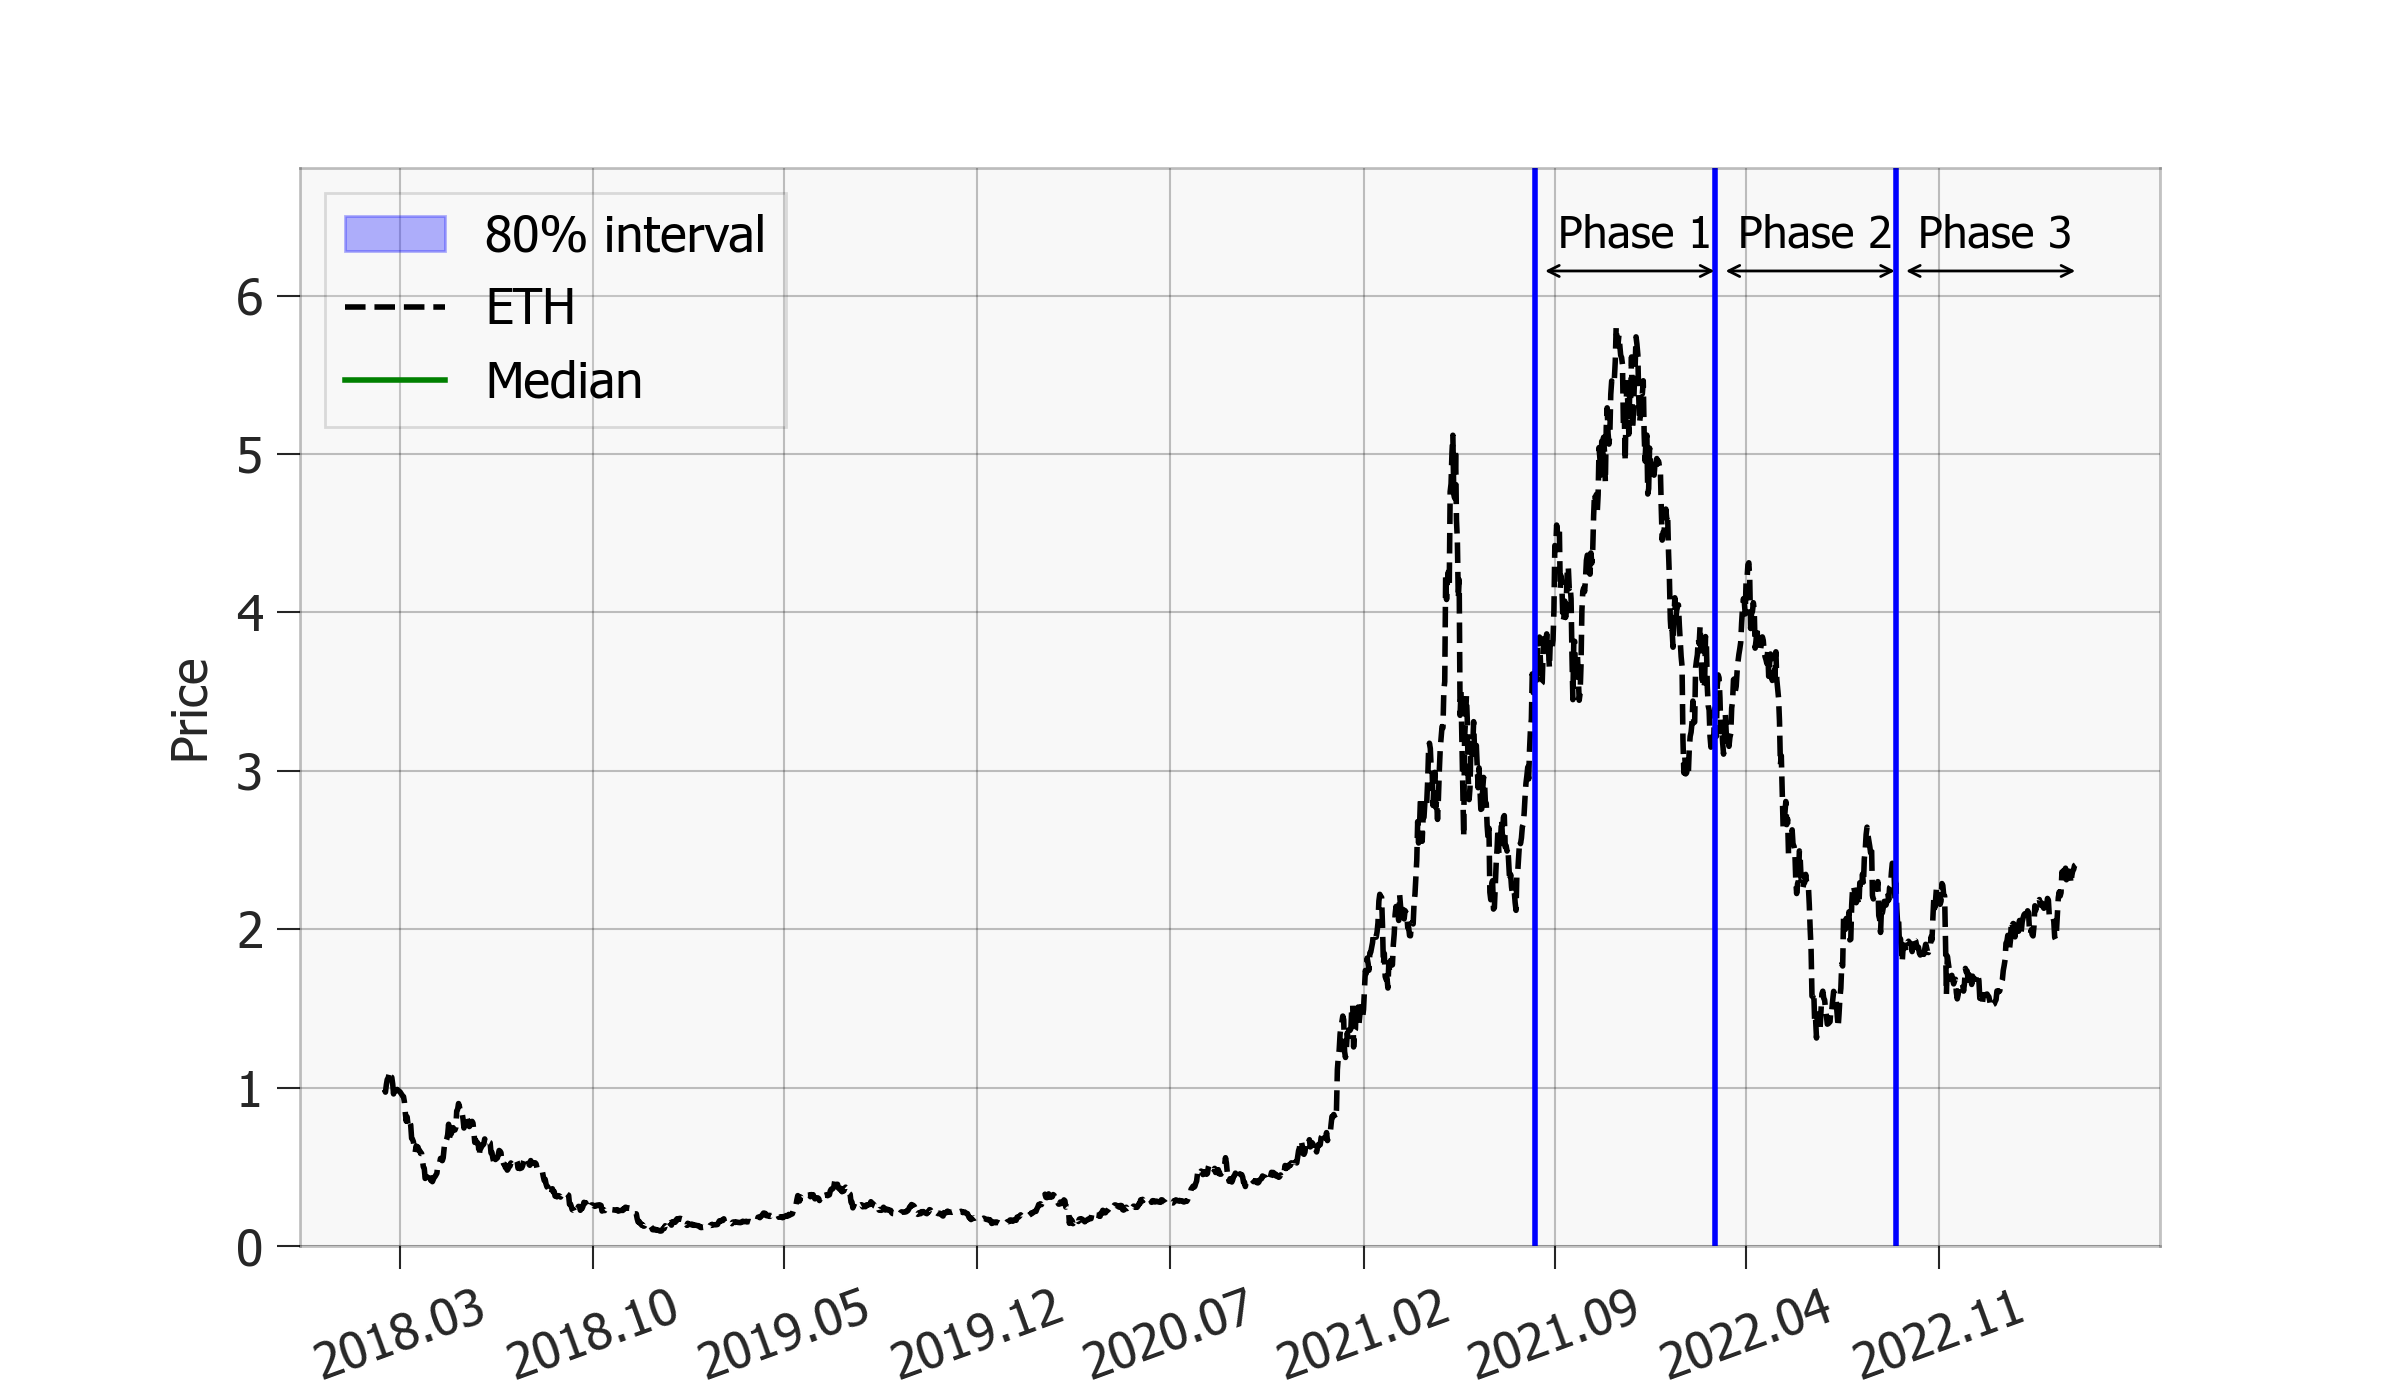 80% interval
ETH
Median
Phase 1
Phase 2
Phase 3
Price
6
5
4
3
2
1
0
2018.03
2018.10
2019.05
2019.12
2020.07
2021.02
2021.09
2022.04
2022.11